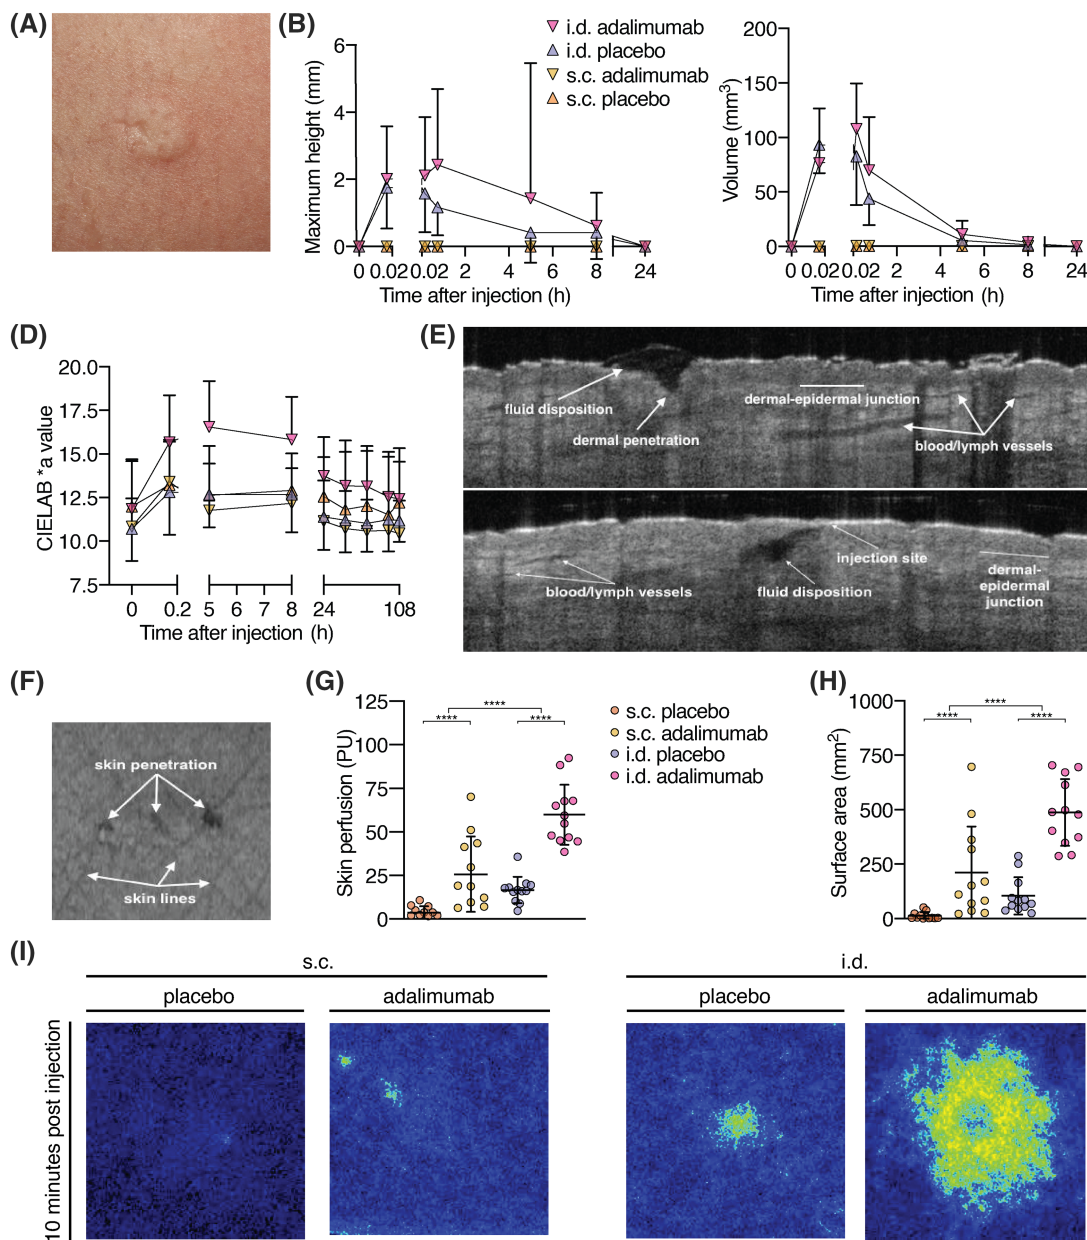 (A)
(B)
i.d. adalimumab
i.d. placebo
s.c. adalimumab
s.c. placebo
Maximum height (mm)
6
4
2
0
0 0.02 0.02 2 4 6 8 24
Time after injection (h)
Volume (mm3)
200
150
100
50
0
0 0.02 0.02 2 4 6 8 24
Time after injection (h)
(D)
CIELAB *a value
20.0
17.5
15.0
12.5
10.0
7.5
0 0.2 5 6 7 8 24 108
Time after injection (h)
(E)
fluid disposition
dermal penetration
dermal-epidermal junction
blood/lymph vessels
injection site
blood/lymph vessels
fluid disposition
dermal-
epidermal
junction
(F)
skin penetration
skin lines
(G)
Skin perfusion (PU)
125
100
75
50
25
0
****
**** ****
s.c. placebo
s.c. adalimumab
i.d. placebo
i.d. adalimumab
(H)
Surface area (mm2)
1000
750
500
250
0
****
**** ****
(I)
s.c. i.d.
placebo adalimumab placebo adalimumab
10 minutes post injection